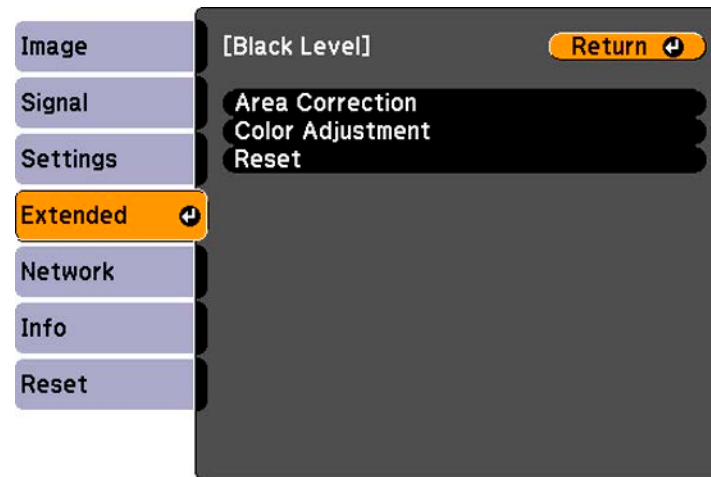 Image
Signal
Settings
Extended
Network
Info
Reset
[Black Level]
Return
Area Correction
Color Adjustment
Reset